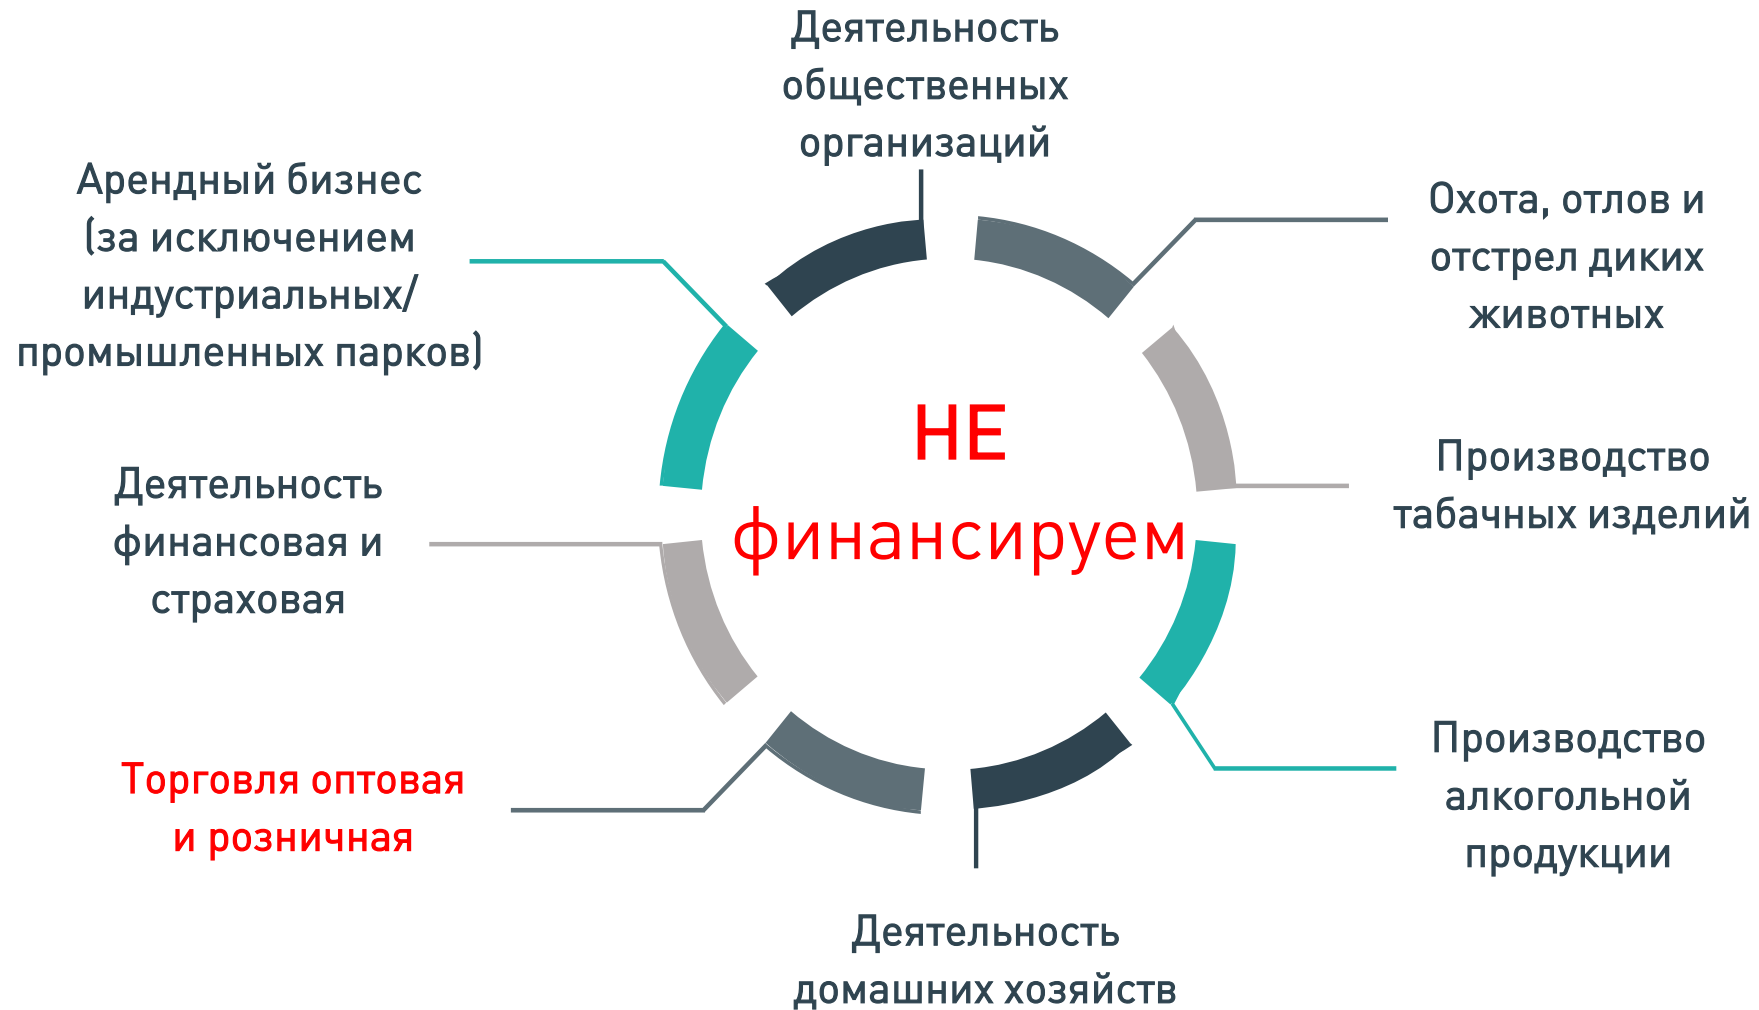 Деятельность
общественных
организаций
Охота, отлов и
отстрел диких
животных
Производство
табачных изделий
Производство
алкогольной
продукции
Деятельность
домашних хозяйств
Торговля оптовая
и розничная
Деятельность
финансовая и
страховая
Арендный бизнес
(за исключением
индустриальных/
промышленных парков)
НЕ
финансируем